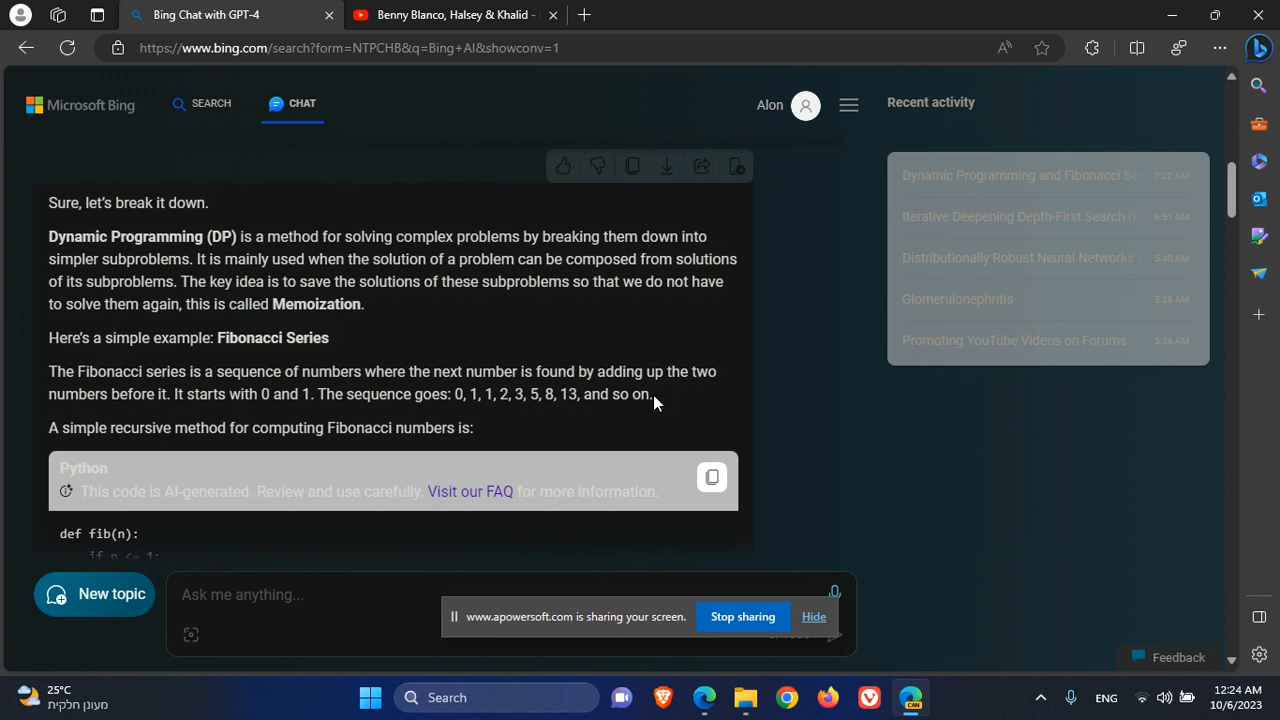 Bing Chat with GPT-4
Benny Blanco, Halsey & Khalid -
https://www.bing.com/search?form=NTPCHB&q=Bing+AI&showconv=1
Microsoft Bing
SEARCH
CHAT
Alon
Recent activity
Dynamic Programming and Fibonacci Se 7:22 AM
Iterative Deepening Depth-First Search (I 6:51 AM
Distributionally Robust Neural Networks 5:40 AM
Glomerulonephritis 5:38 AM
Promoting YouTube Videos on Forums 5:36 AM
Sure, let's break it down.
Dynamic Programming (DP) is a method for solving complex problems by breaking them down into
simpler subproblems. It is mainly used when the solution of a problem can be composed from solutions
of its subproblems. The key idea is to save the solutions of these subproblems so that we do not have
to solve them again, this is called Memoization.
Here's a simple example: Fibonacci Series
The Fibonacci series is a sequence of numbers where the next number is found by adding up the two
numbers before it. It starts with 0 and 1. The sequence goes: 0, 1, 1, 2, 3, 5, 8, 13, and so on.
A simple recursive method for computing Fibonacci numbers is:
Python
This code is AI-generated. Review and use carefully. Visit our FAQ for more information.
def fib(n):
if n <= 1:
New topic
Ask me anything...
www.apowersoft.com is sharing your screen.
Stop sharing
Hide
Feedback
25°C
מעונן חלקית
Search
CAN
ENG
12:24 AM
10/6/2023